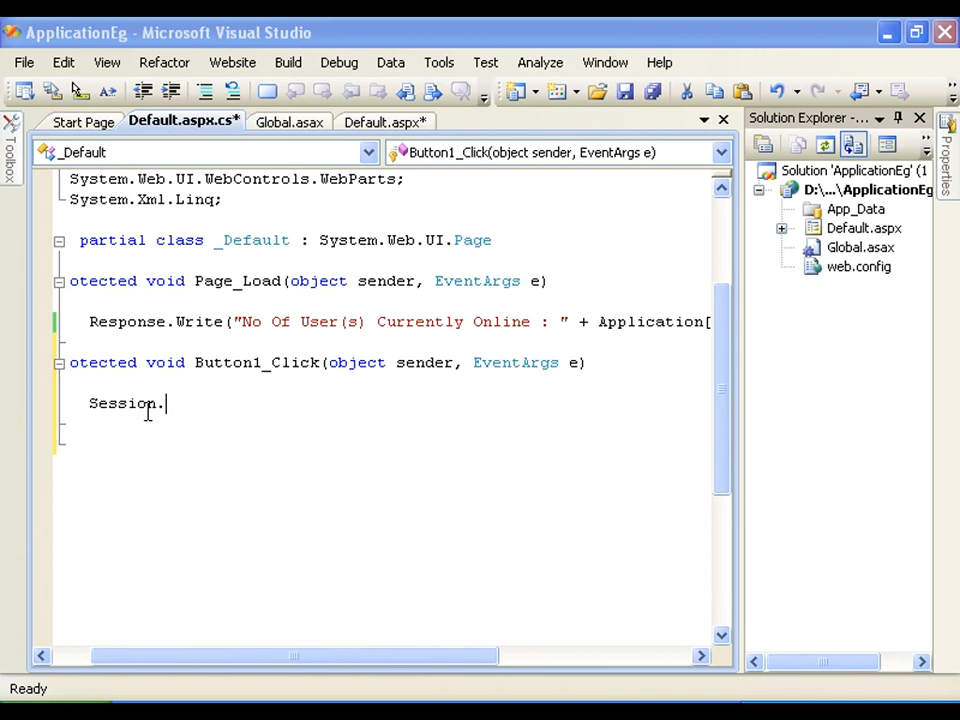 ApplicationEg - Microsoft Visual Studio
File Edit View Refactor Website Build Debug Data Tools Test Analyze Window Help
Start Page Default.aspx.cs* Global.asax Default.aspx*
Solution Explorer - ...
Toolbox
Properties
_Default
Button1_Click(object sender, EventArgs e)
System.Web.UI.WebControls.WebParts;
System.Xml.Linq;
partial class _Default : System.Web.UI.Page
otected void Page_Load(object sender, EventArgs e)
Response.Write("No Of User(s) Currently Online : " + Application[
otected void Button1_Click(object sender, EventArgs e)
Session.
Solution 'ApplicationEg' (1
D:\...\ApplicationEg
App_Data
Default.aspx
Global.asax
web.config
Ready